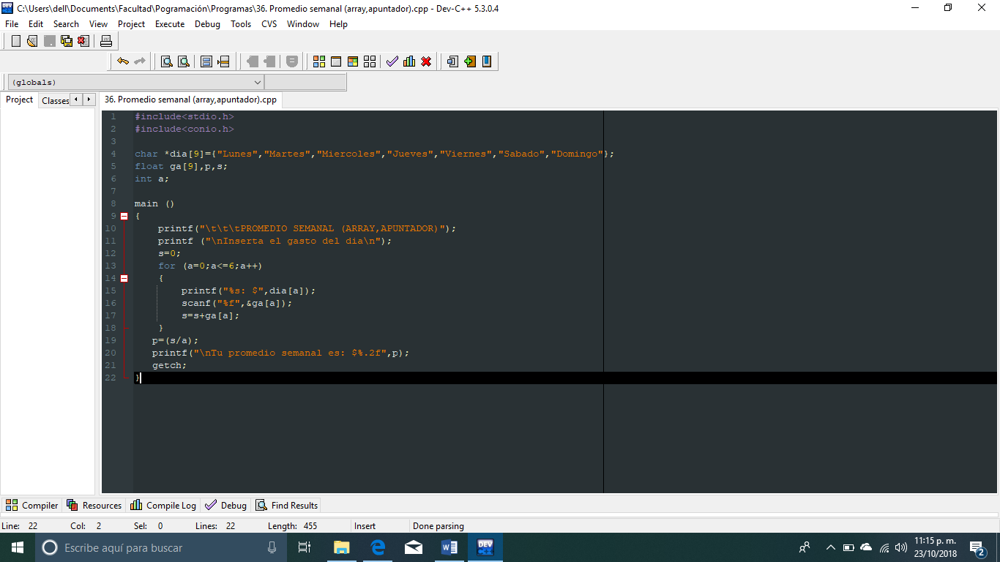 C:\Users\dell\Documents\Facultad\Pogramación\Programas\36. Promedio semanal (array,apuntador).cpp - Dev-C++ 5.3.0.4
File Edit Search View Project Execute Debug Tools CVS Window Help
(globals)
Project Classes 36. Promedio semanal (array,apuntador).cpp
1 #include<stdio.h>
2 #include<conio.h>
3
4 char *dia[9]={"Lunes","Martes","Miercoles","Jueves","Viernes","Sabado","Domingo"};
5 float ga[9],p,s;
6 int a;
7
8 main ()
9 {
10 printf("\t\t\tPROMEDIO SEMANAL (ARRAY,APUNTADOR)");
11 printf ("\nInserta el gasto del dia\n");
12 s=0;
13 for (a=0;a<=6;a++)
14 {
15 printf("%s: $",dia[a]);
16 scanf("%f",&ga[a]);
17 s=s+ga[a];
18 }
19 p=(s/a);
20 printf("\nTu promedio semanal es: $%.2f",p);
21 getch;
22 }
Compiler Resources Compile Log Debug Find Results
Line: 22 Col: 2 Sel: 0 Lines: 22 Length: 455 Insert Done parsing
Escribe aquí para buscar
DEV
11:15 p. m.
23/10/2018
2